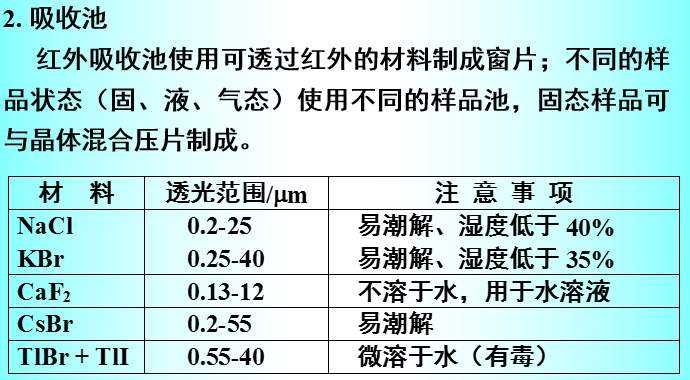 2. 吸收池
红外吸收池使用可透过红外的材料制成窗片；不同的样
品状态（固、液、气态）使用不同的样品池，固态样品可
与晶体混合压片制成。
材 料 透光范围/μm 注 意 事 项
NaCl 0.2-25 易潮解、湿度低于 40%
KBr 0.25-40 易潮解、湿度低于 35%
CaF₂ 0.13-12 不溶于水，用于水溶液
CsBr 0.2-55 易潮解
TlBr + TlI 0.55-40 微溶于水（有毒）